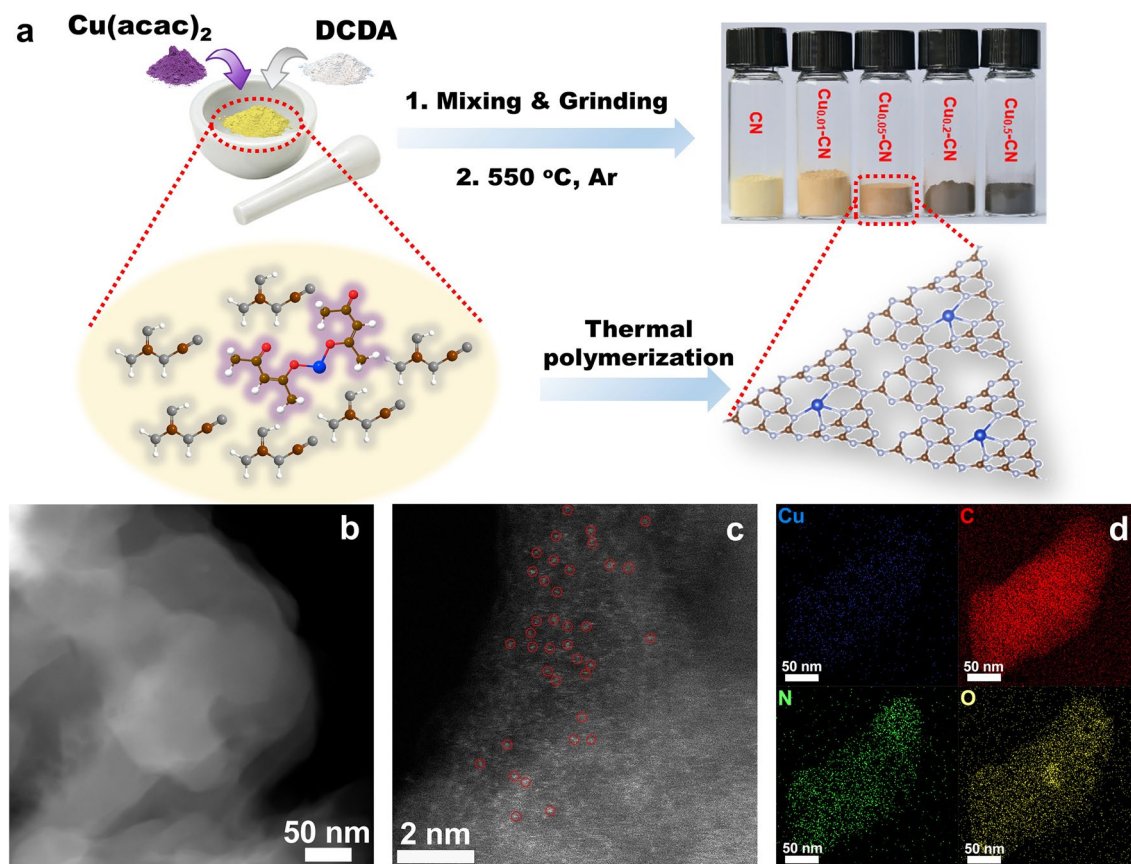 a
Cu(acac)₂
DCDA
1. Mixing & Grinding
2. 550 ᵒC, Ar
CN
Cu₀.₀₁-CN
Cu₀.₀₅-CN
Cu₀.₂-CN
Cu₀.₅-CN
Thermal
polymerization
b
50 nm
c
2 nm
d
Cu
50 nm
C
50 nm
N
50 nm
O
50 nm